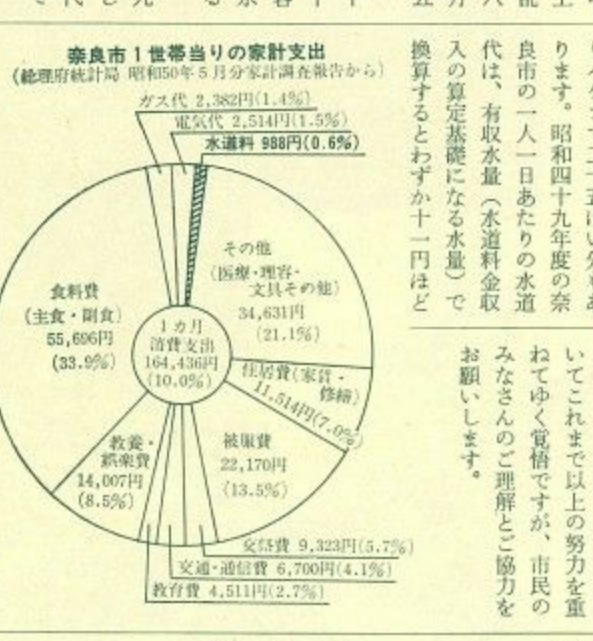 奈良市1世帯当りの家計支出
(総理府統計局 昭和50年5月分家計調査報告から)
ガス代 2,382円(1.4%)
電気代 2,514円(1.5%)
水道料 988円(0.6%)
その他
(医療・理容・
文具その他)
34,631円
(21.1%)
住居費(家賃・
修繕)
11,514円(7.0%)
被服費
22,170円
(13.5%)
交際費 9,323円(5.7%)
交通・通信費 6,700円(4.1%)
教育費 4,511円(2.7%)
教養・
娯楽費
14,007円
(8.5%)
食料費
(主食・副食)
55,696円
(33.9%)
1カ月
消費支出
164,436円
(10.0%)
ります。昭和四十九年度の奈
良市の一人一日あたりの水道
代は、有収水量(水道料金収
入の算定基礎になる水量)で
換算するとわずか十一円ほど
いてこれまで以上の努力を重
ねてゆく覚悟ですが、市民の
みなさんのご理解とご協力を
お願いします。